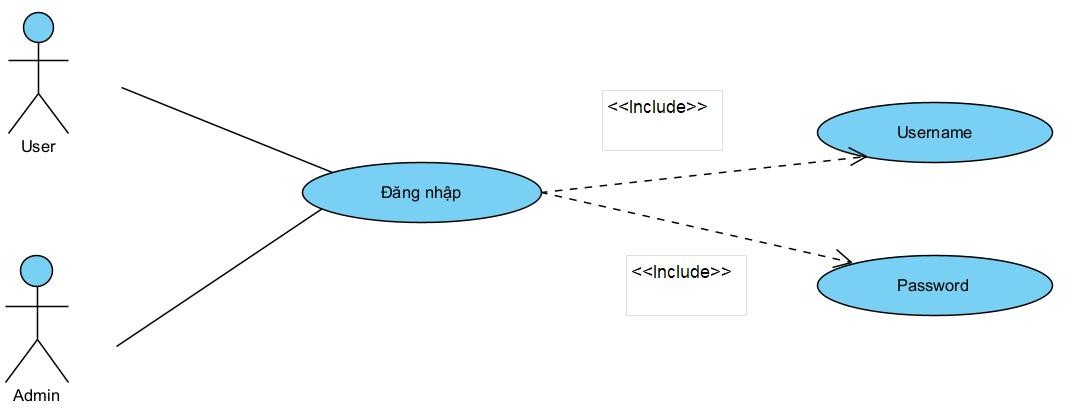 User
Admin
Đăng nhập
<<Include>>
<<Include>>
Username
Password